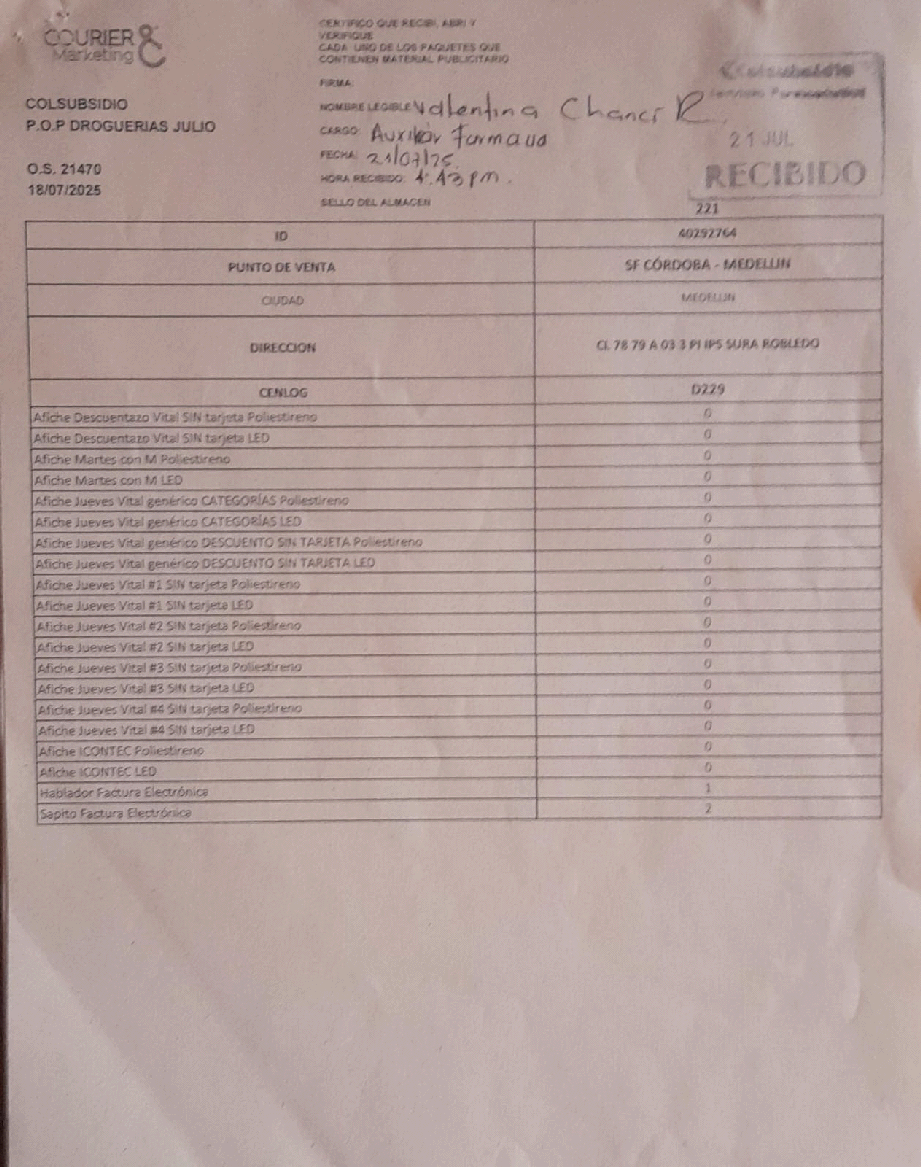 COURIER &
Marketing
COLSUBSIDIO
P.O.P DROGUERIAS JULIO
O.S. 21470
18/07/2025
CERTIFICO QUE RECIBI, ABRI Y
VERIFIQUE
CADA UNO DE LOS PAQUETES QUE
CONTIENEN MATERIAL PUBLICITARIO
FIRMA:
NOMBRE LEGIBLE: Valentina Chanci R
CARGO: Auxiliar
FECHA: 21/07/25
HORA RECIBIDO: 4:43 pm.
SELLO DEL ALMACEN
Colsubsidio
21 JUL
RECIBIDO
221
ID 40292764
PUNTO DE VENTA SF CÓRDOBA - MEDELLIN
CIUDAD MEDELLIN
DIRECCION CL 78 79 A 03 3 PI IPS SURA ROBLEDO
CENLOG D229
Afiche Descuentazo Vital SIN tarjeta Poliestireno 0
Afiche Descuentazo Vital SIN tarjeta LED 0
Afiche Martes con M Poliestireno 0
Afiche Martes con M LED 0
Afiche Jueves Vital genérico CATEGORÍAS Poliestireno 0
Afiche Jueves Vital genérico CATEGORÍAS LED 0
Afiche Jueves Vital genérico DESCUENTO SIN TARJETA Poliestireno 0
Afiche Jueves Vital genérico DESCUENTO SIN TARJETA LED 0
Afiche Jueves Vital #1 SIN tarjeta Poliestireno 0
Afiche Jueves Vital #1 SIN tarjeta LED 0
Afiche Jueves Vital #2 SIN tarjeta Poliestireno 0
Afiche Jueves Vital #2 SIN tarjeta LED 0
Afiche Jueves Vital #3 SIN tarjeta Poliestireno 0
Afiche Jueves Vital #3 SIN tarjeta LED 0
Afiche Jueves Vital #4 SIN tarjeta Poliestireno 0
Afiche Jueves Vital #4 SIN tarjeta LED 0
Afiche ICONTEC Poliestireno 0
Afiche ICONTEC LED 0
Hablador Factura Electrónica 1
Sapito Factura Electrónica 2